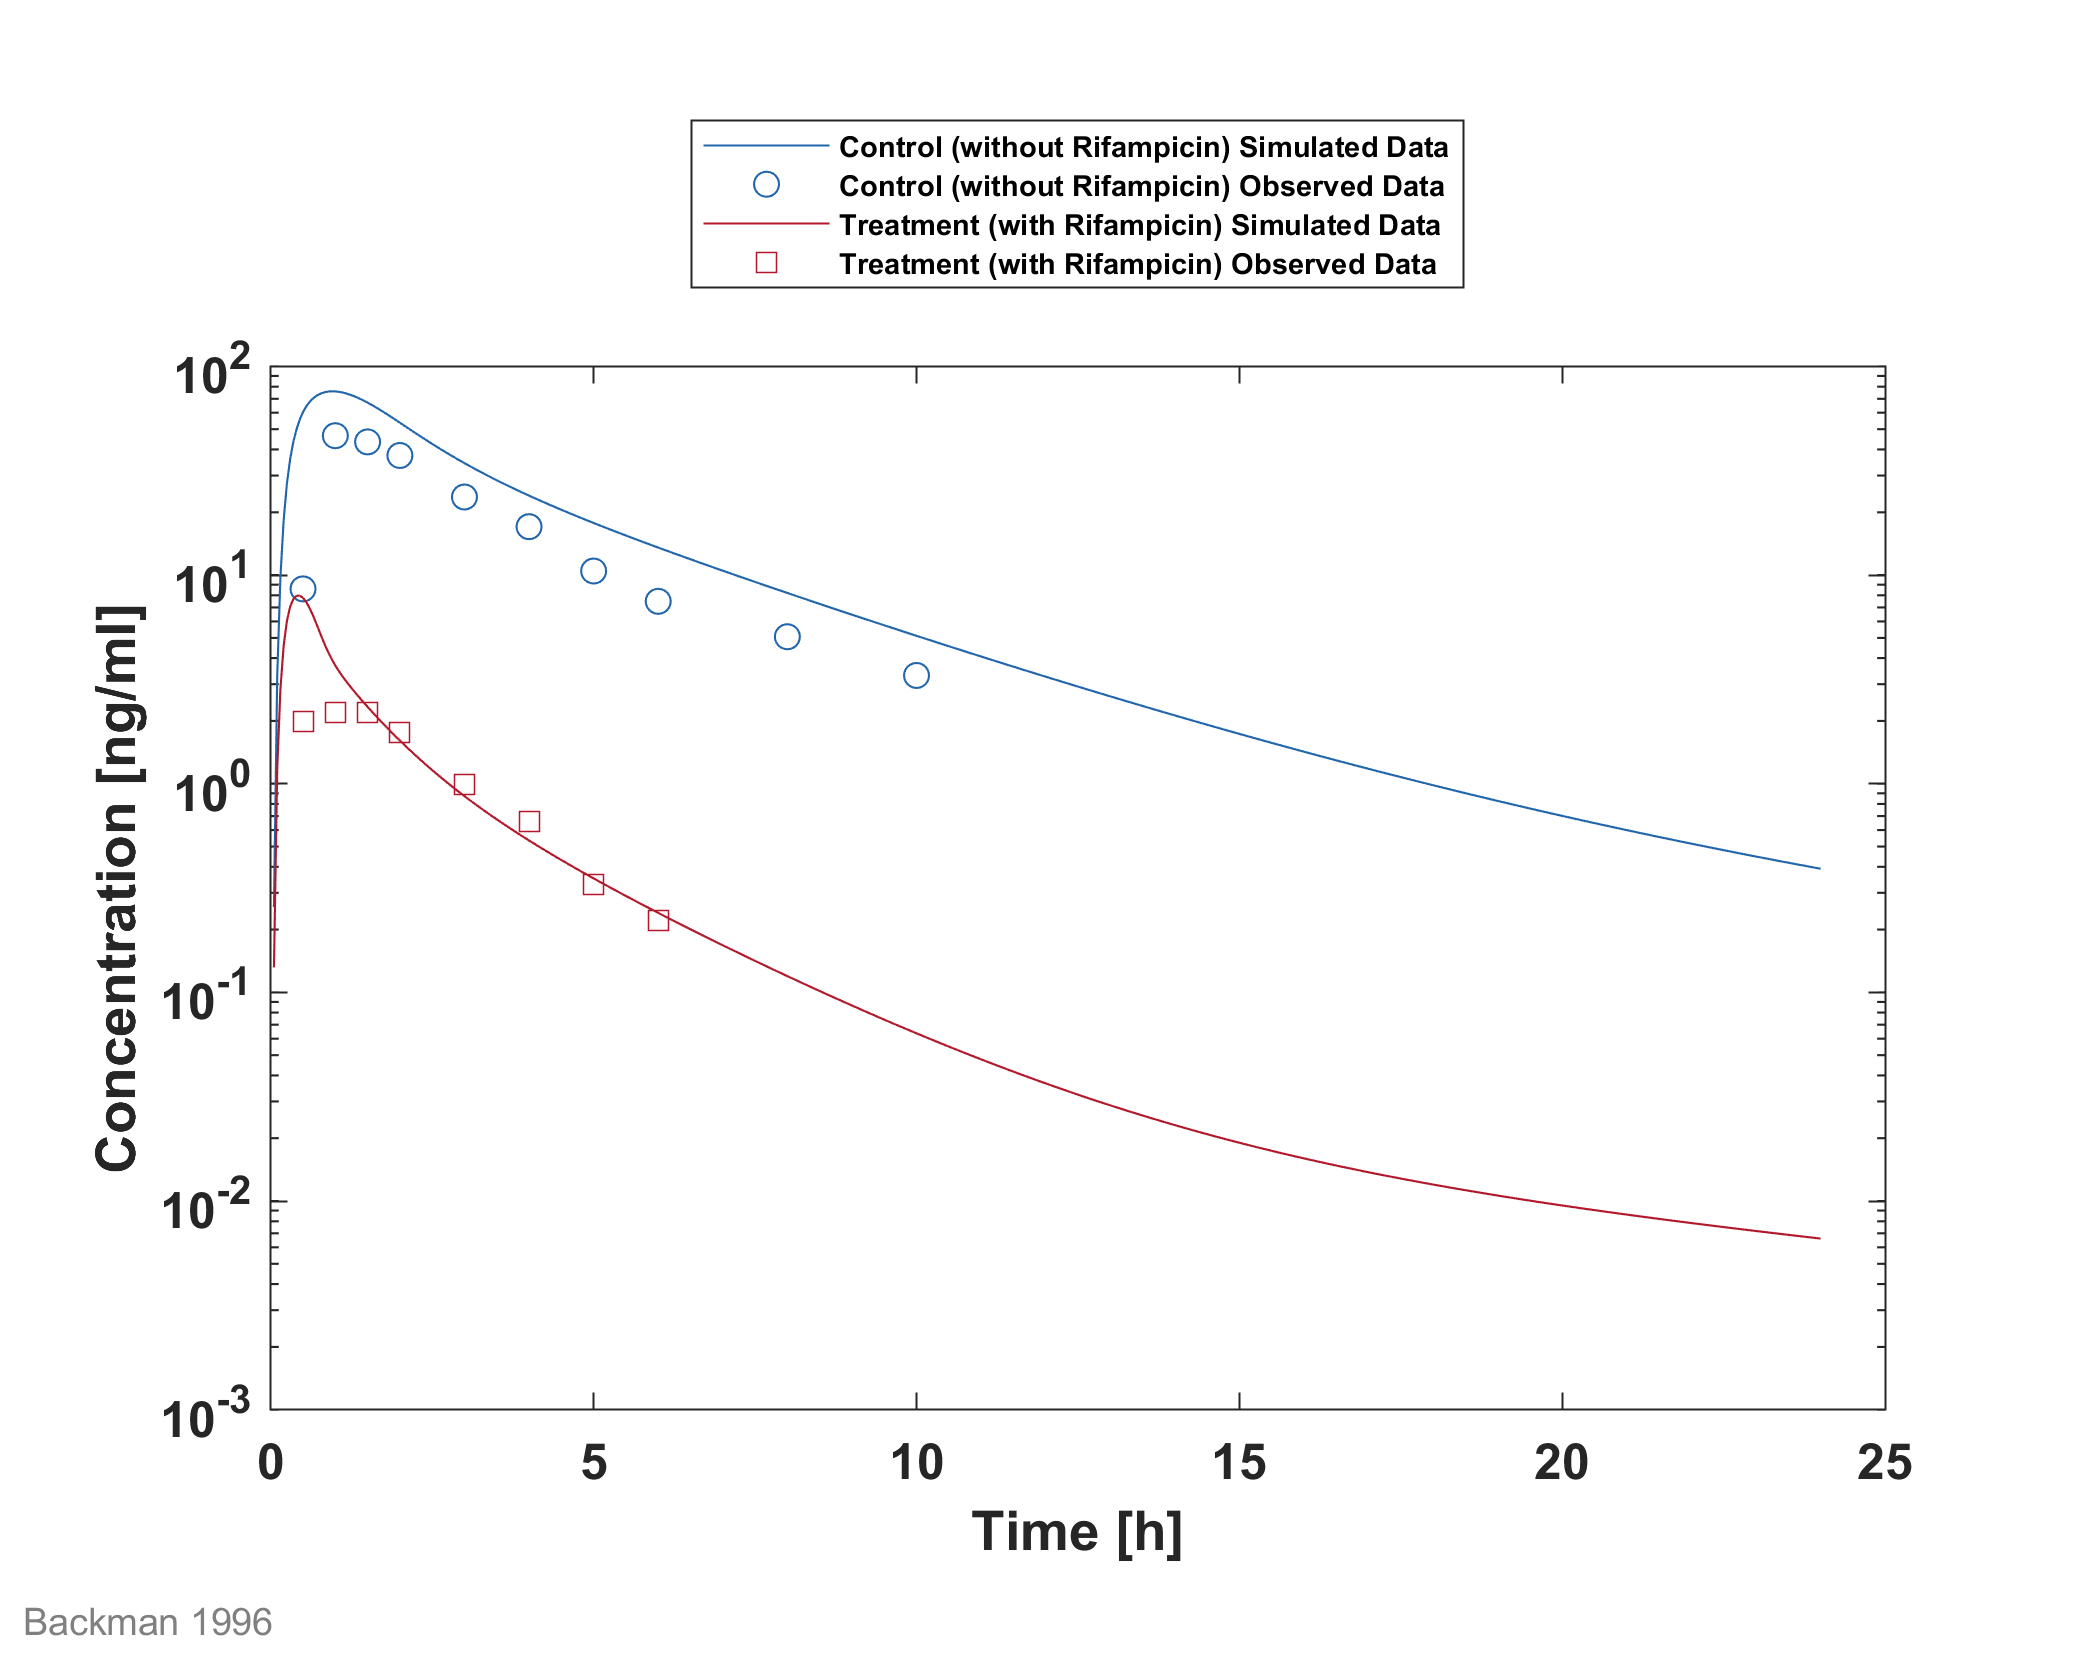 Control (without Rifampicin) Simulated Data
Control (without Rifampicin) Observed Data
Treatment (with Rifampicin) Simulated Data
Treatment (with Rifampicin) Observed Data
10^2
10^1
10^0
10^-1
10^-2
10^-3
Concentration [ng/ml]
0 5 10 15 20 25
Time [h]
Backman 1996